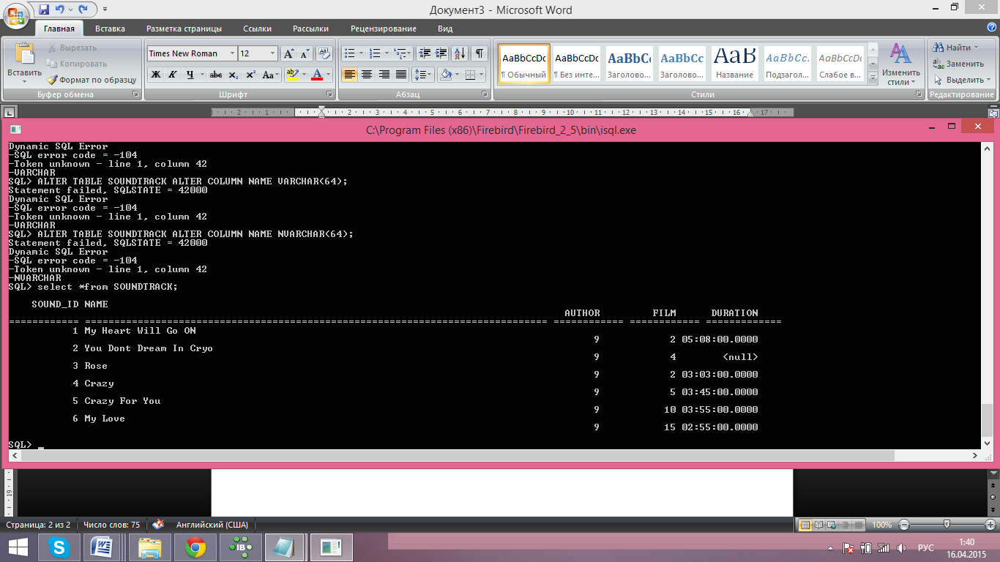 Документ3 - Microsoft Word
Главная Вставка Разметка страницы Ссылки Рассылки Рецензирование Вид
Вставить
Вырезать
Копировать
Формат по образцу
Буфер обмена
Times New Roman 12
Ж К Ч abc x₂ x² Aa
Шрифт
Абзац
AaBbCcDc AaBbCcDc AaBbC AaBbCc AaB AaBbCc. AaBbCcDc
¶ Обычный ¶ Без инте... Заголово... Заголово... Название Подзагол... Слабое в...
Изменить стили
Стили
Найти
Заменить
Выделить
Редактирование
2 1 1 2 3 4 5 6 7 8 9 10 11 12 13 14 15 16 17
C:\Program Files (x86)\Firebird\Firebird_2_5\bin\isql.exe
Dynamic SQL Error
-SQL error code = -104
-Token unknown - line 1, column 42
-VARCHAR
SQL> ALTER TABLE SOUNDTRACK ALTER COLUMN NAME VARCHAR(64);
Statement failed, SQLSTATE = 42000
Dynamic SQL Error
-SQL error code = -104
-Token unknown - line 1, column 42
-VARCHAR
SQL> ALTER TABLE SOUNDTRACK ALTER COLUMN NAME NVARCHAR(64);
Statement failed, SQLSTATE = 42000
Dynamic SQL Error
-SQL error code = -104
-Token unknown - line 1, column 42
-NVARCHAR
SQL> select *from SOUNDTRACK;
SOUND_ID NAME
AUTHOR FILM DURATION
============ =============================================================================== ============ ============ =============
1 My Heart Will Go ON
9 2 05:08:00.0000
2 You Dont Dream In Cryo
9 4 <null>
3 Rose
9 2 03:03:00.0000
4 Crazy
9 5 03:45:00.0000
5 Crazy For You
9 10 03:55:00.0000
6 My Love
9 15 02:55:00.0000
SQL> _
19
Страница: 2 из 2 Число слов: 75 Английский (США) 100%
IB
РУС
1:40
16.04.2015